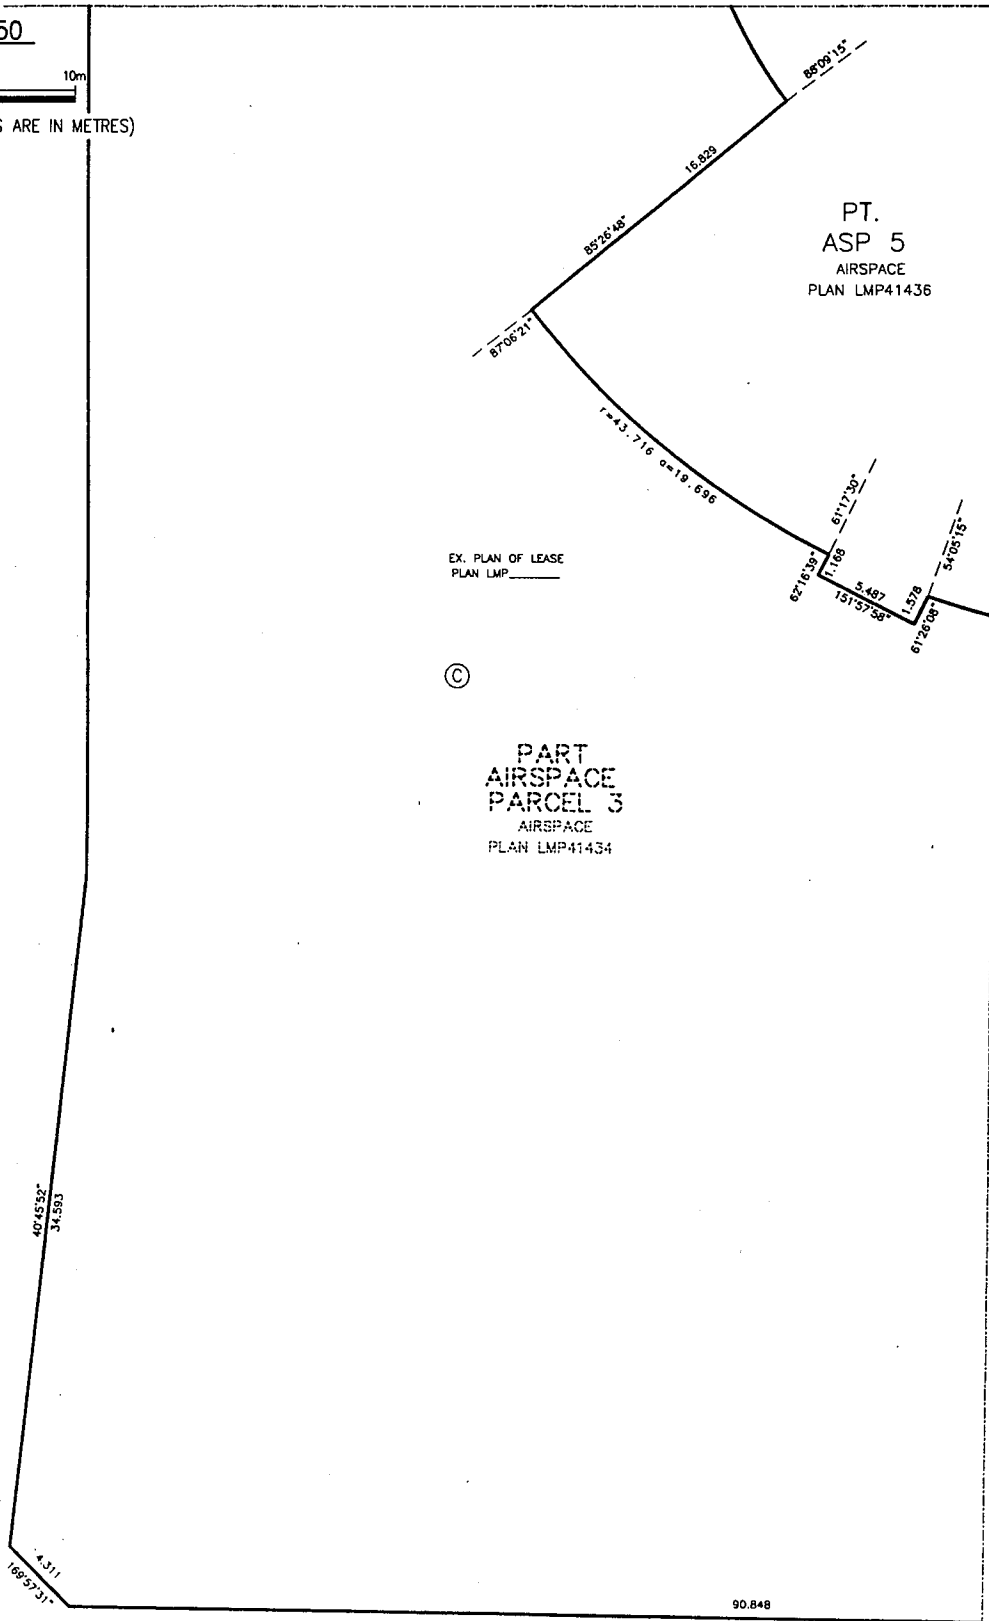 50
10m
S ARE IN METRES)
88°09'15"
16.829
85°26'48"
PT.
ASP 5
AIRSPACE
PLAN LMP41436
87°06'21"
r=43.716 a=19.696
61°17'30"
1.168
62°16'39"
5.487
151°57'58"
1.578
54°05'15"
61°26'08"
EX. PLAN OF LEASE
PLAN LMP________
C
PART
AIRSPACE
PARCEL 3
AIRSPACE
PLAN LMP41434
40°45'52"
34.593
4.311
169°57'31"
90.848